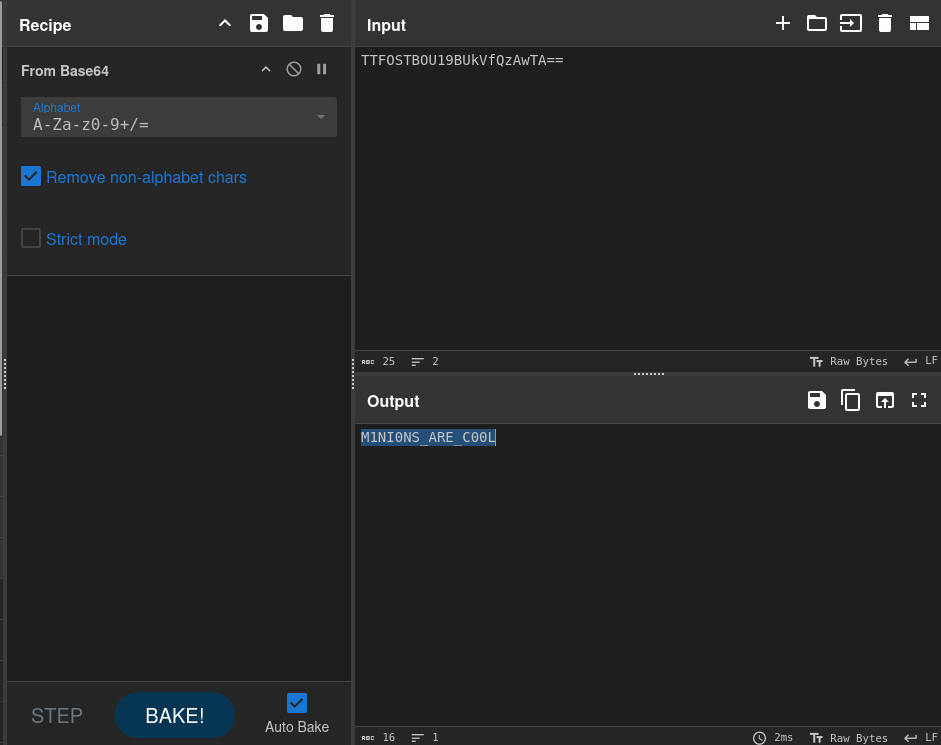 Recipe
From Base64
Alphabet
A-Za-z0-9+/=
Remove non-alphabet chars
Strict mode
STEP
BAKE!
Auto Bake
Input
TTFOSTBOU19BUkVfQzAwTA==
ABC 25
2
Raw Bytes
LF
Output
M1NI0NS_ARE_C00L
ABC 16
1
2ms
Raw Bytes
LF